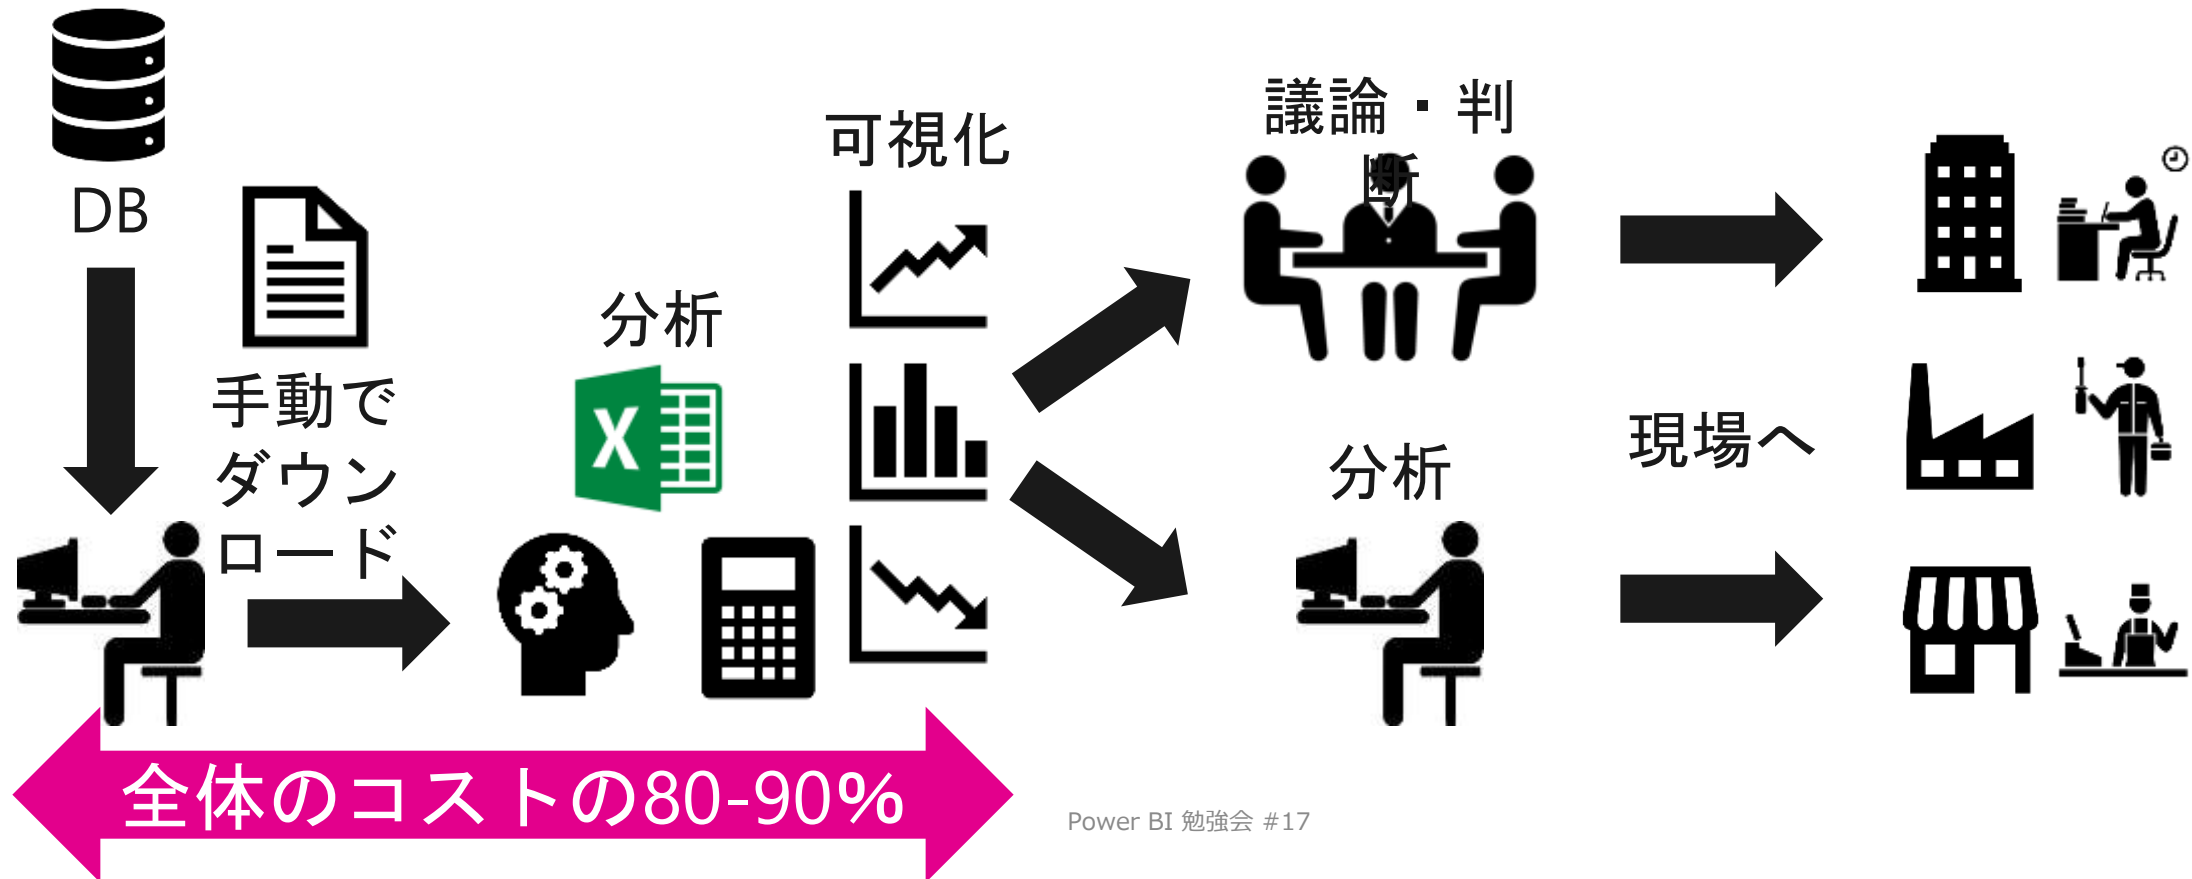 DB
手動で
ダウン
ロード
分析
X
可視化
議論・判
断
分析
現場へ
全体のコストの80-90%
Power BI 勉強会 #17